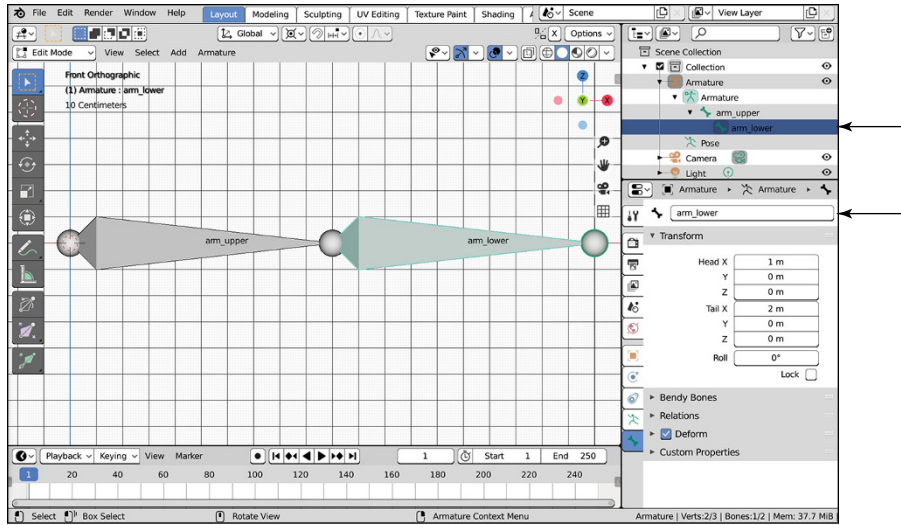 File Edit Render Window Help Layout Modeling Sculpting UV Editing Texture Paint Shading Scene View Layer
Global X Options
Edit Mode View Select Add Armature
Front Orthographic
(1) Armature : arm_lower
10 Centimeters
Z
Y X
arm_upper arm_lower
Scene Collection
Collection
Armature
Armature
arm_upper
arm_lower
Pose
Camera
Light
Armature Armature
arm_lower
Transform
Head X 1 m
Y 0 m
Z 0 m
Tail X 2 m
Y 0 m
Z 0 m
Roll 0°
Lock
Bendy Bones
Relations
Deform
Custom Properties
Playback Keying View Marker 1 Start 1 End 250
1 20 40 60 80 100 120 140 160 180 200 220 240
Select Box Select Rotate View Armature Context Menu Armature | Verts:2/3 | Bones:1/2 | Mem: 37.7 MiB